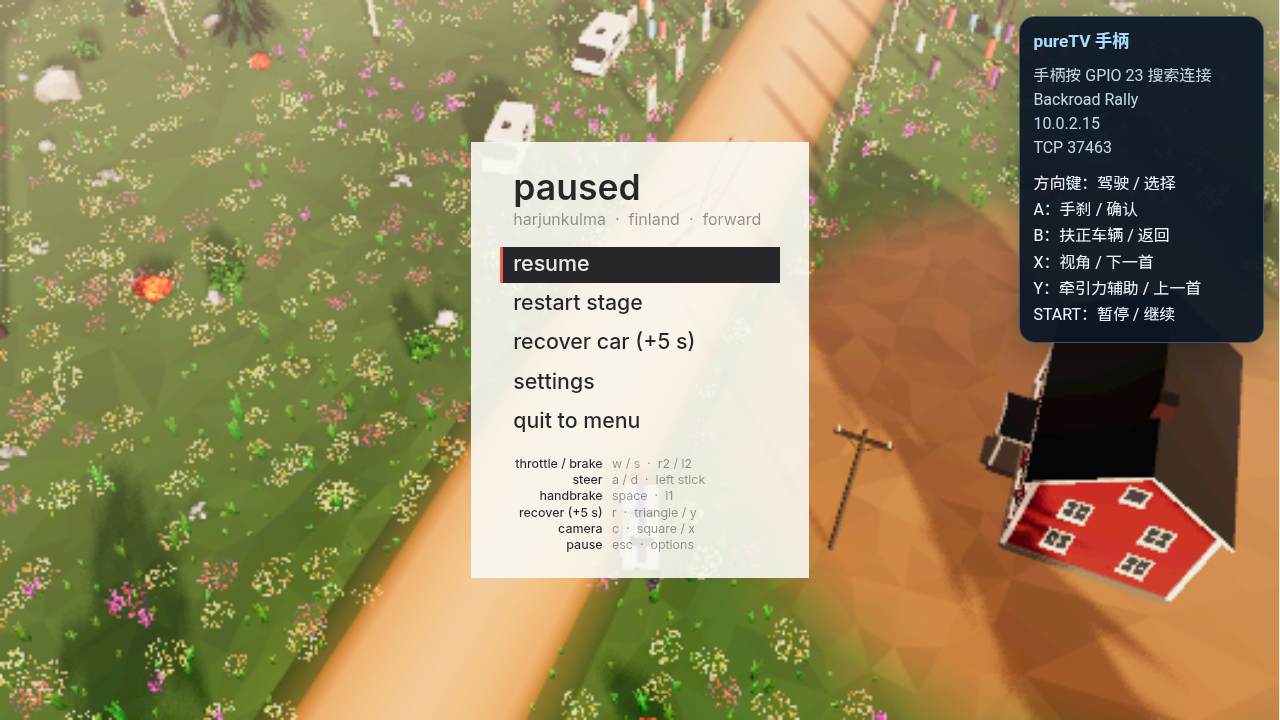 paused
harjunkulma · finland · forward
resume
restart stage
recover car (+5 s)
settings
quit to menu
throttle / brake w / s · r2 / l2
steer a / d · left stick
handbrake space · l1
recover (+5 s) r · triangle / y
camera c · square / x
pause esc · options
pureTV 手柄
手柄按 GPIO 23 搜索连接
Backroad Rally
10.0.2.15
TCP 37463
方向键：驾驶 / 选择
A：手刹 / 确认
B：扶正车辆 / 返回
X：视角 / 下一首
Y：牵引力辅助 / 上一首
START：暂停 / 继续